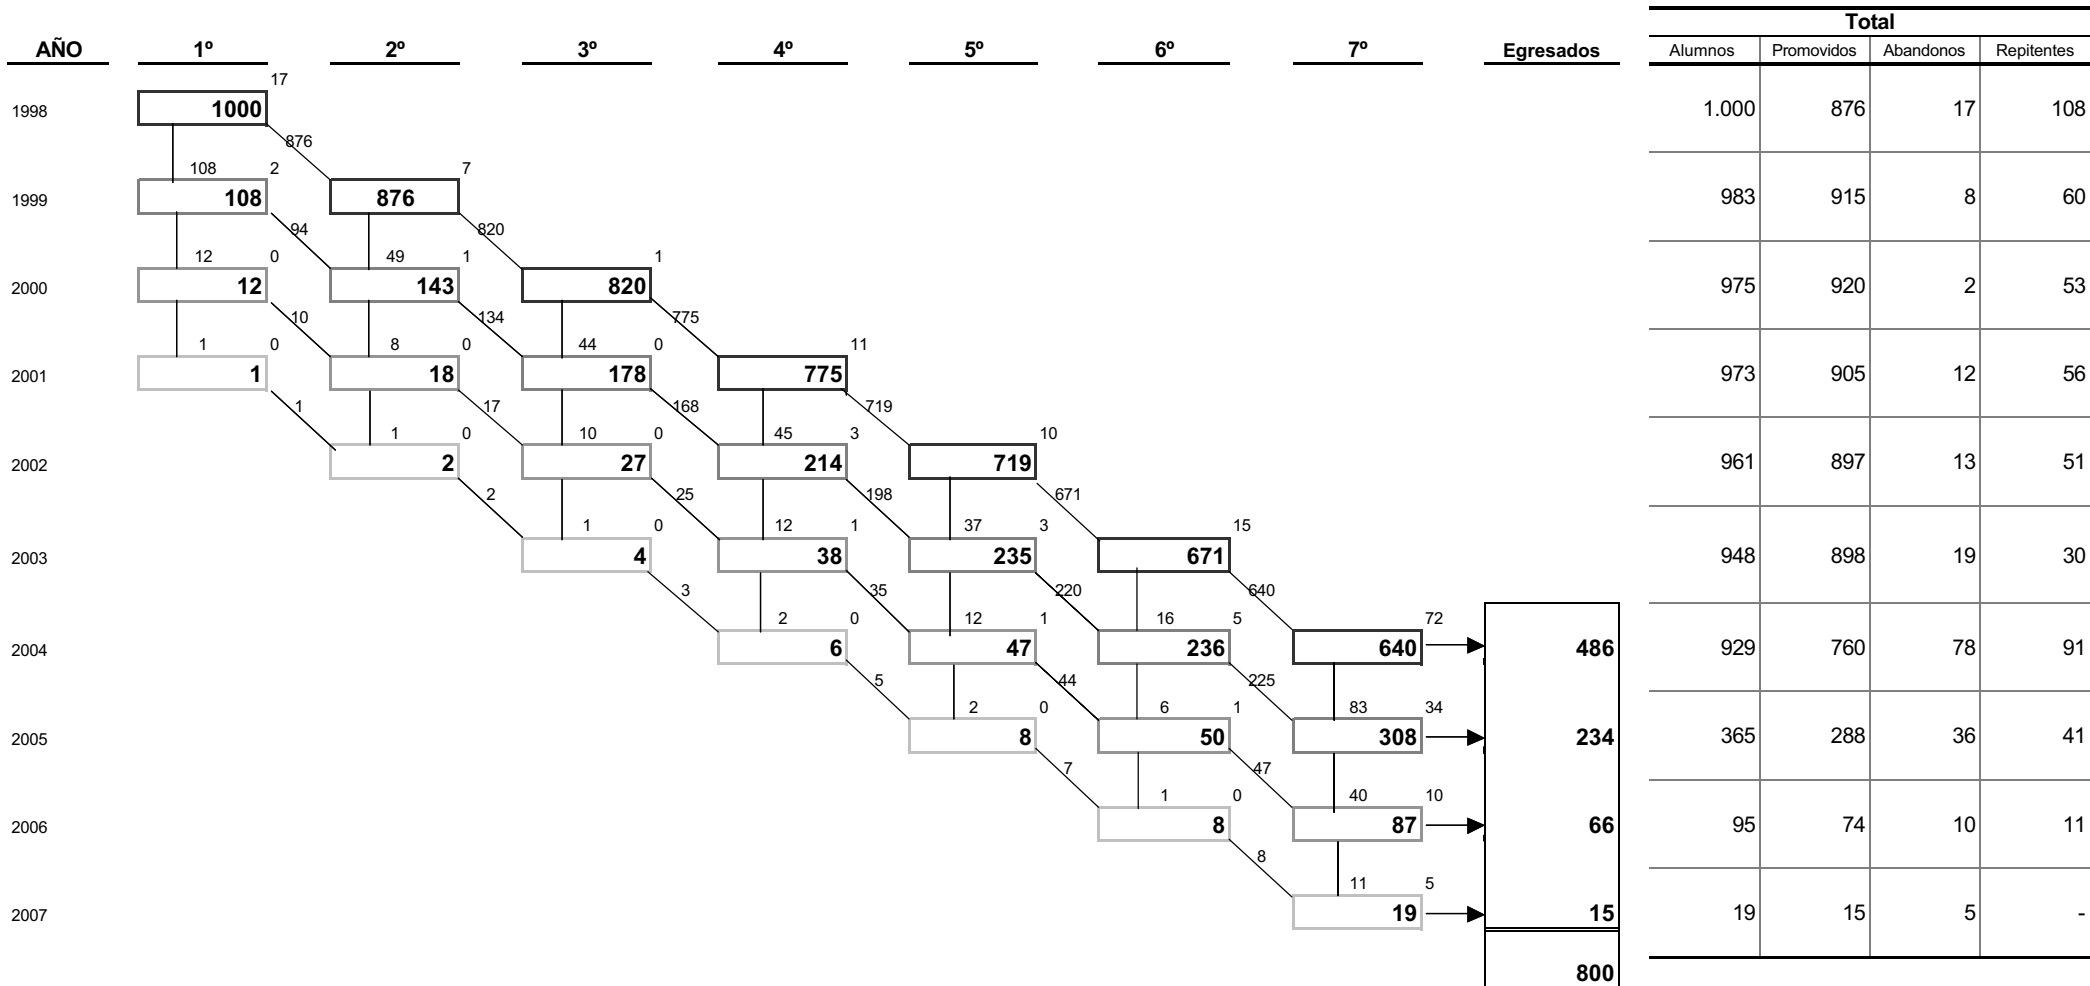 Total
AÑO 1º 2º 3º 4º 5º 6º 7º Egresados Alumnos Promovidos Abandonos Repitentes
17
1998 1000 1.000 876 17 108
876
108 2 7
1999 108 876 983 915 8 60
94 820
12 0 49 1 1
2000 12 143 820 975 920 2 53
10 134 775
1 0 8 0 44 0 11
2001 1 18 178 775 973 905 12 56
1 17 168 719
1 0 10 0 45 3 10
2002 2 27 214 719 961 897 13 51
2 25 198 671
1 0 12 1 37 3 15
2003 4 38 235 671 948 898 19 30
3 35 220 640
2 0 12 1 16 5 72
2004 6 47 236 640 486 929 760 78 91
5 44 225
2 0 6 1 83 34
2005 8 50 308 234 365 288 36 41
7 47
1 0 40 10
2006 8 87 66 95 74 10 11
8
11 5
2007 19 15 19 15 5 -
800